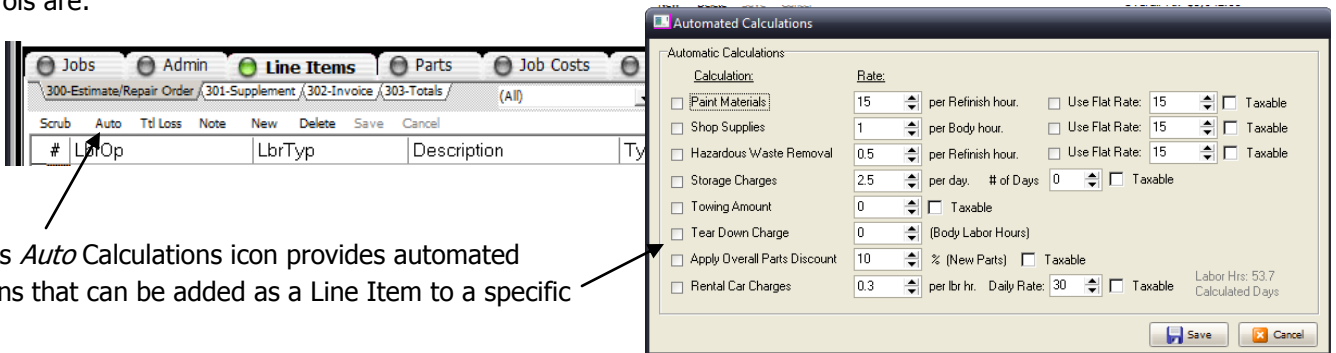 ols are:
Jobs Admin Line Items Parts Job Costs
300-Estimate/Repair Order 301-Supplement 302-Invoice 303-Totals (All)
Scrub Auto Ttl Loss Note New Delete Save Cancel
# LbrOp LbrTyp Description Ty
s Auto Calculations icon provides automated
ns that can be added as a Line Item to a specific
Automated Calculations
Automatic Calculations
Calculation: Rate:
Paint Materials 15 per Refinish hour. Use Flat Rate: 15 Taxable
Shop Supplies 1 per Body hour. Use Flat Rate: 15 Taxable
Hazardous Waste Removal 0.5 per Refinish hour. Use Flat Rate: 15 Taxable
Storage Charges 2.5 per day. # of Days 0 Taxable
Towing Amount 0 Taxable
Tear Down Charge 0 (Body Labor Hours)
Apply Overall Parts Discount 10 % (New Parts) Taxable
Rental Car Charges 0.3 per lbr hr. Daily Rate: 30 Taxable Labor Hrs: 53.7
Calculated Days
Save Cancel